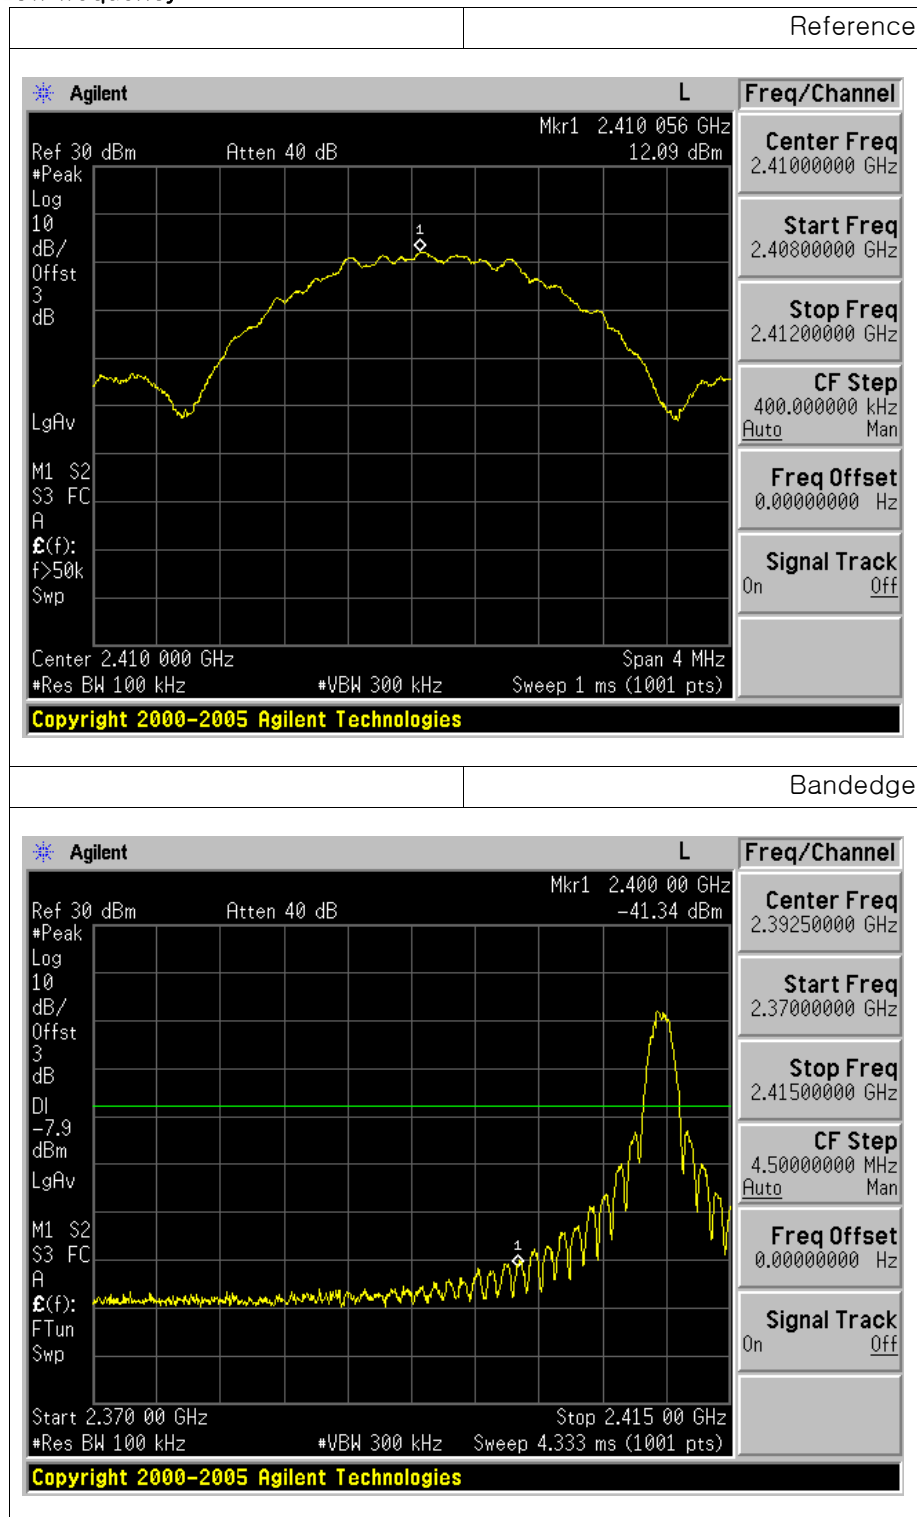 Reference
Agilent L Freq/Channel
Mkr1 2.410 056 GHz
Ref 30 dBm Atten 40 dB 12.09 dBm
#Peak
Log
10
dB/
Offst
3
dB
LgAv
M1 S2
S3 FC
A
£(f):
f>50k
Swp
1
Center 2.410 000 GHz Span 4 MHz
#Res BW 100 kHz #VBW 300 kHz Sweep 1 ms (1001 pts)
Center Freq
2.41000000 GHz
Start Freq
2.40800000 GHz
Stop Freq
2.41200000 GHz
CF Step
400.000000 kHz
Auto Man
Freq Offset
0.00000000 Hz
Signal Track
On Off
Copyright 2000-2005 Agilent Technologies
Bandedge
Agilent L Freq/Channel
Mkr1 2.400 00 GHz
Ref 30 dBm Atten 40 dB -41.34 dBm
#Peak
Log
10
dB/
Offst
3
dB
DI
-7.9
dBm
LgAv
M1 S2
S3 FC
A
£(f):
FTun
Swp
1
Start 2.370 00 GHz Stop 2.415 00 GHz
#Res BW 100 kHz #VBW 300 kHz Sweep 4.333 ms (1001 pts)
Center Freq
2.39250000 GHz
Start Freq
2.37000000 GHz
Stop Freq
2.41500000 GHz
CF Step
4.50000000 MHz
Auto Man
Freq Offset
0.00000000 Hz
Signal Track
On Off
Copyright 2000-2005 Agilent Technologies